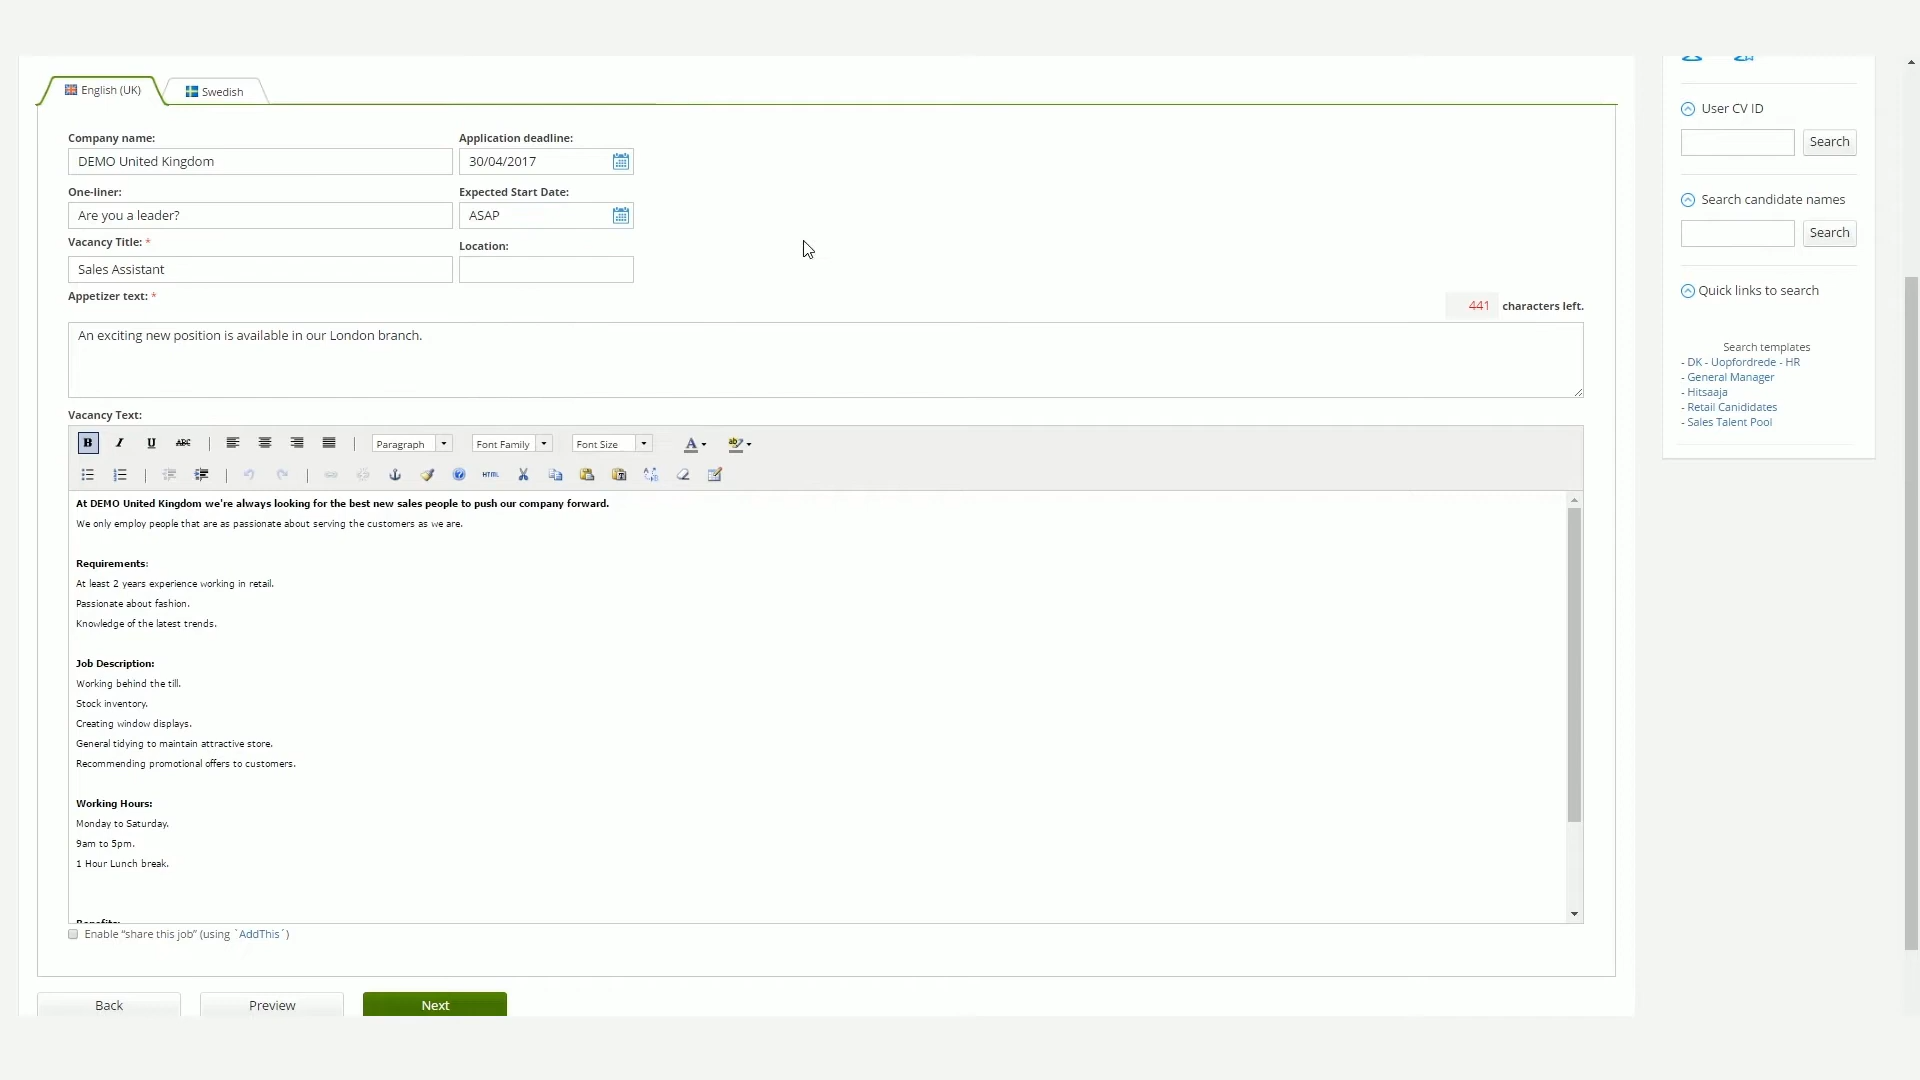 English (UK)
Swedish
Company name:
Application deadline:
DEMO United Kingdom
30/04/2017
One-liner:
Expected Start Date:
Are you a leader?
ASAP
Vacancy Title: *
Location:
Sales Assistant
Appetizer text: *
441 characters left.
An exciting new position is available in our London branch.
Vacancy Text:
B I U ABC
Paragraph
Font Family
Font Size
A
ab
HTML
At DEMO United Kingdom we're always looking for the best new sales people to push our company forward.
We only employ people that are as passionate about serving the customers as we are.
Requirements:
At least 2 years experience working in retail.
Passionate about fashion.
Knowledge of the latest trends.
Job Description:
Working behind the till.
Stock inventory.
Creating window displays.
General tidying to maintain attractive store.
Recommending promotional offers to customers.
Working Hours:
Monday to Saturday.
9am to 5pm.
1 Hour Lunch break.
Benefits:
Enable “share this job” (using ´AddThis´)
Back
Preview
Next
User CV ID
Search
Search candidate names
Search
Quick links to search
Search templates
- DK - Uopfordrede - HR
- General Manager
- Hitsaaja
- Retail Canididates
- Sales Talent Pool